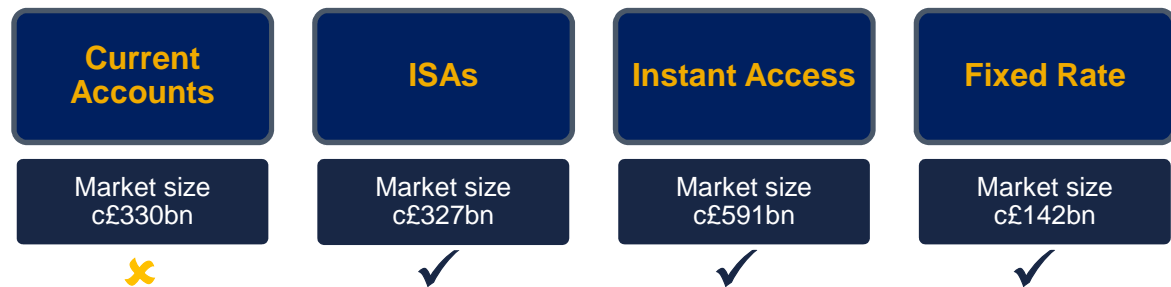 Current
Accounts
ISAs
Instant Access
Fixed Rate
Market size
c£330bn
Market size
c£327bn
Market size
c£591bn
Market size
c£142bn
✘
✓
✓
✓